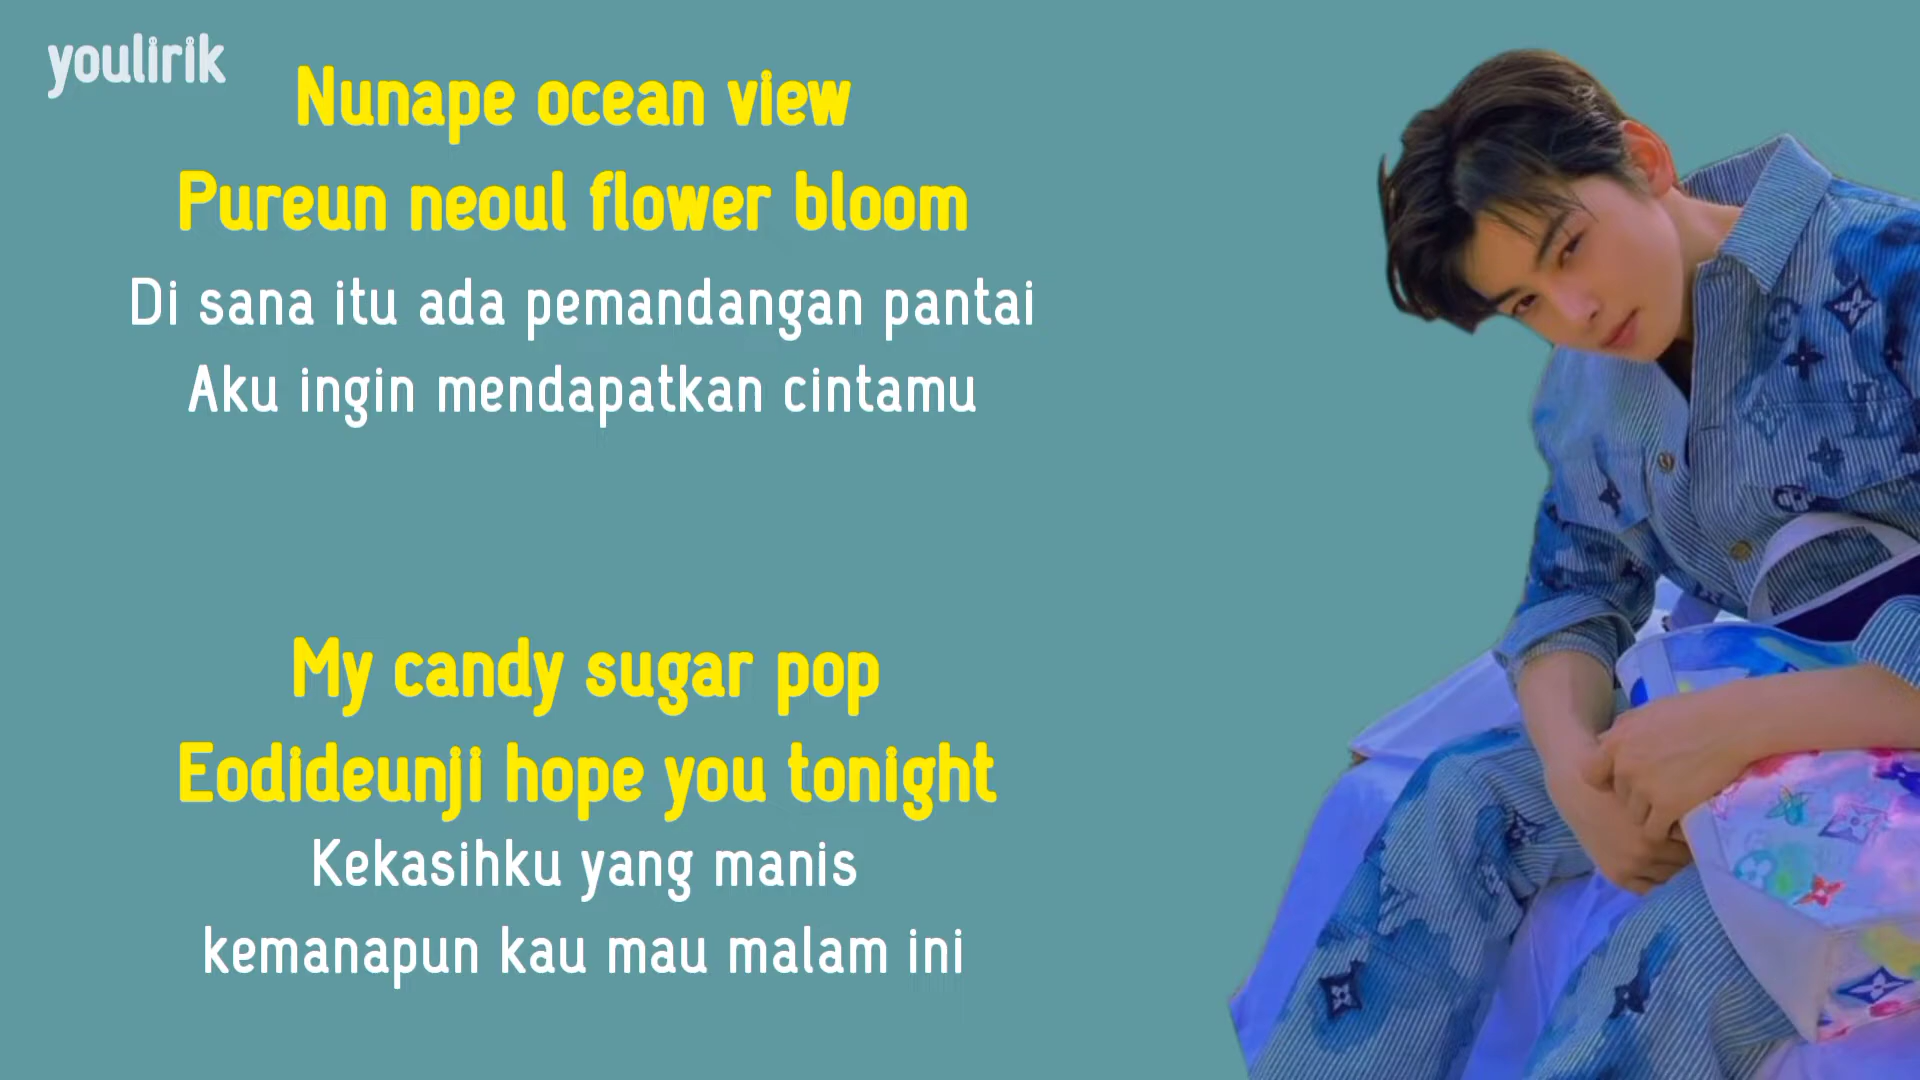 youlirik
Nunape ocean view
Pureun neoul flower bloom
Di sana itu ada pemandangan pantai
Aku ingin mendapatkan cintamu
My candy sugar pop
Eodideunji hope you tonight
Kekasihku yang manis
kemanapun kau mau malam ini